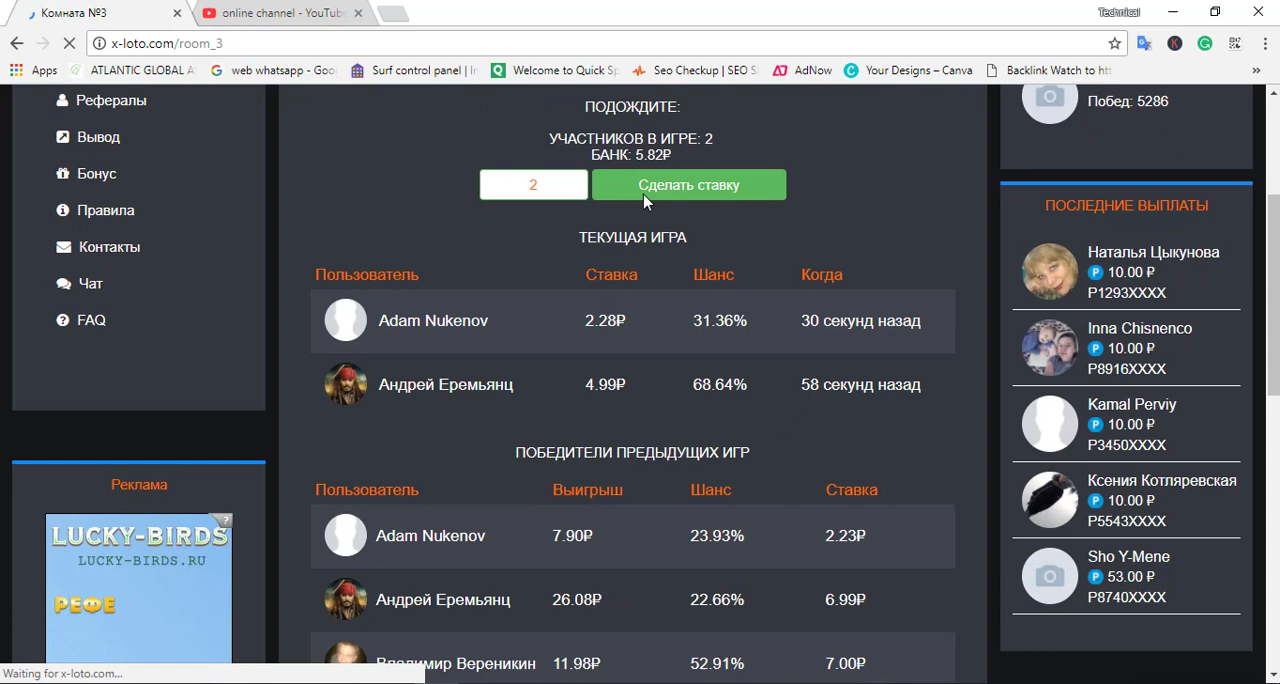 Комната №3
online channel - YouTube
Technical
x-loto.com/room_3
Apps
ATLANTIC GLOBAL A
web whatsapp - Goo
Surf control panel | In
Welcome to Quick Sp
Seo Checkup | SEO S
AdNow
Your Designes – Canva
Backlink Watch to htt
»
Рефералы
Вывод
Бонус
Правила
Контакты
Чат
FAQ
Реклама
LUCKY-BIRDS
LUCKY-BIRDS.RU
РЕФЕ
ПОДОЖДИТЕ:
УЧАСТНИКОВ В ИГРЕ: 2
БАНК: 5.82₽
2 Сделать ставку
ТЕКУЩАЯ ИГРА
Пользователь Ставка Шанс Когда
Adam Nukenov 2.28₽ 31.36% 30 секунд назад
Андрей Еремьянц 4.99₽ 68.64% 58 секунд назад
ПОБЕДИТЕЛИ ПРЕДЫДУЩИХ ИГР
Пользователь Выигрыш Шанс Ставка
Adam Nukenov 7.90₽ 23.93% 2.23₽
Андрей Еремьянц 26.08₽ 22.66% 6.99₽
Владимир Вереникин 11.98₽ 52.91% 7.00₽
Побед: 5286
ПОСЛЕДНИЕ ВЫПЛАТЫ
Наталья Цыкунова
P 10.00 ₽
P1293XXXX
Inna Chisnenco
P 10.00 ₽
P8916XXXX
Kamal Perviy
P 10.00 ₽
P3450XXXX
Ксения Котляревская
P 10.00 ₽
P5543XXXX
Sho Y-Mene
P 53.00 ₽
P8740XXXX
Waiting for x-loto.com...